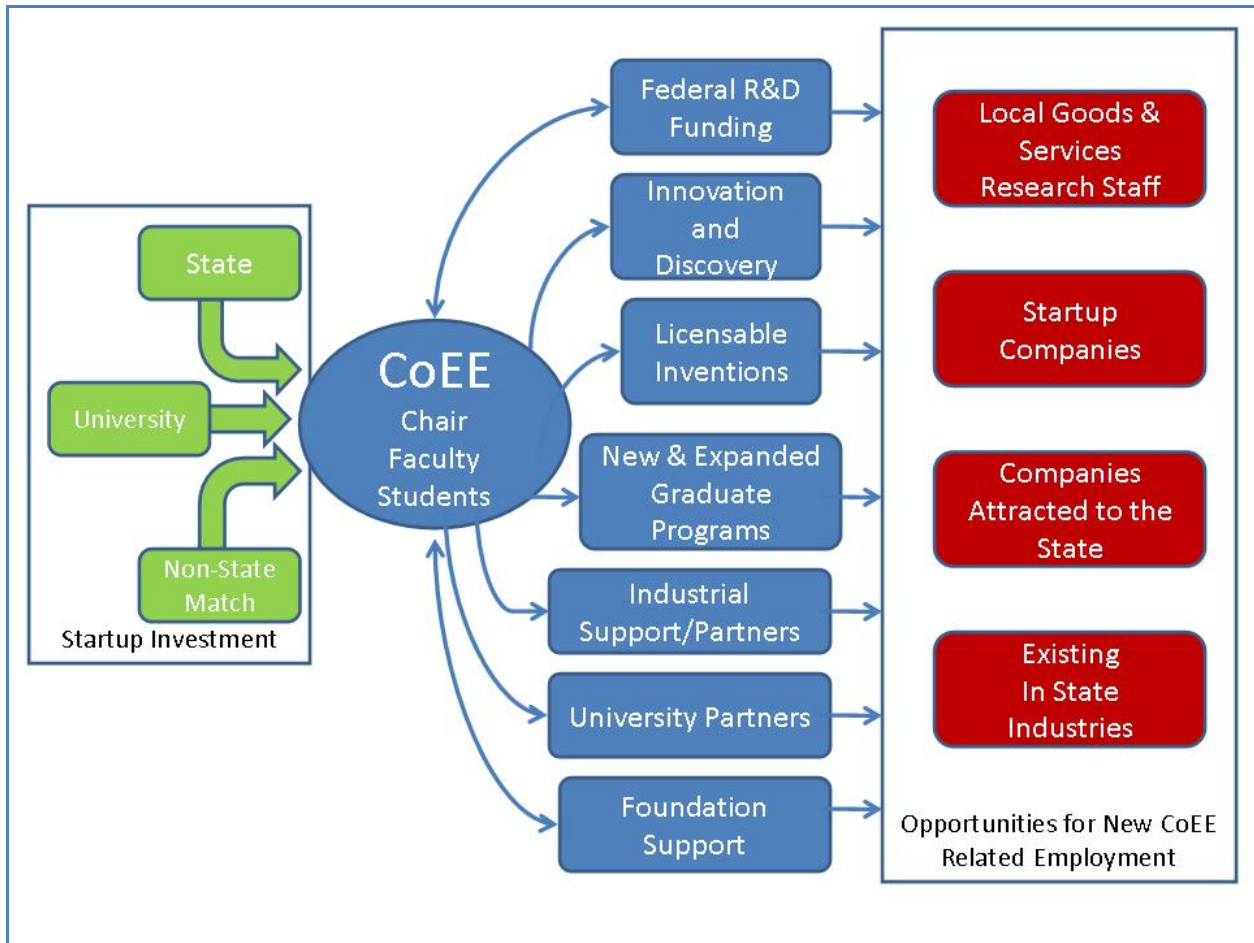 State
University
Non-State
Match
Startup Investment
CoEE
Chair
Faculty
Students
Federal R&D
Funding
Innovation
and
Discovery
Licensable
Inventions
New & Expanded
Graduate
Programs
Industrial
Support/Partners
University Partners
Foundation
Support
Local Goods &
Services
Research Staff
Startup
Companies
Companies
Attracted to the
State
Existing
In State
Industries
Opportunities for New CoEE
Related Employment